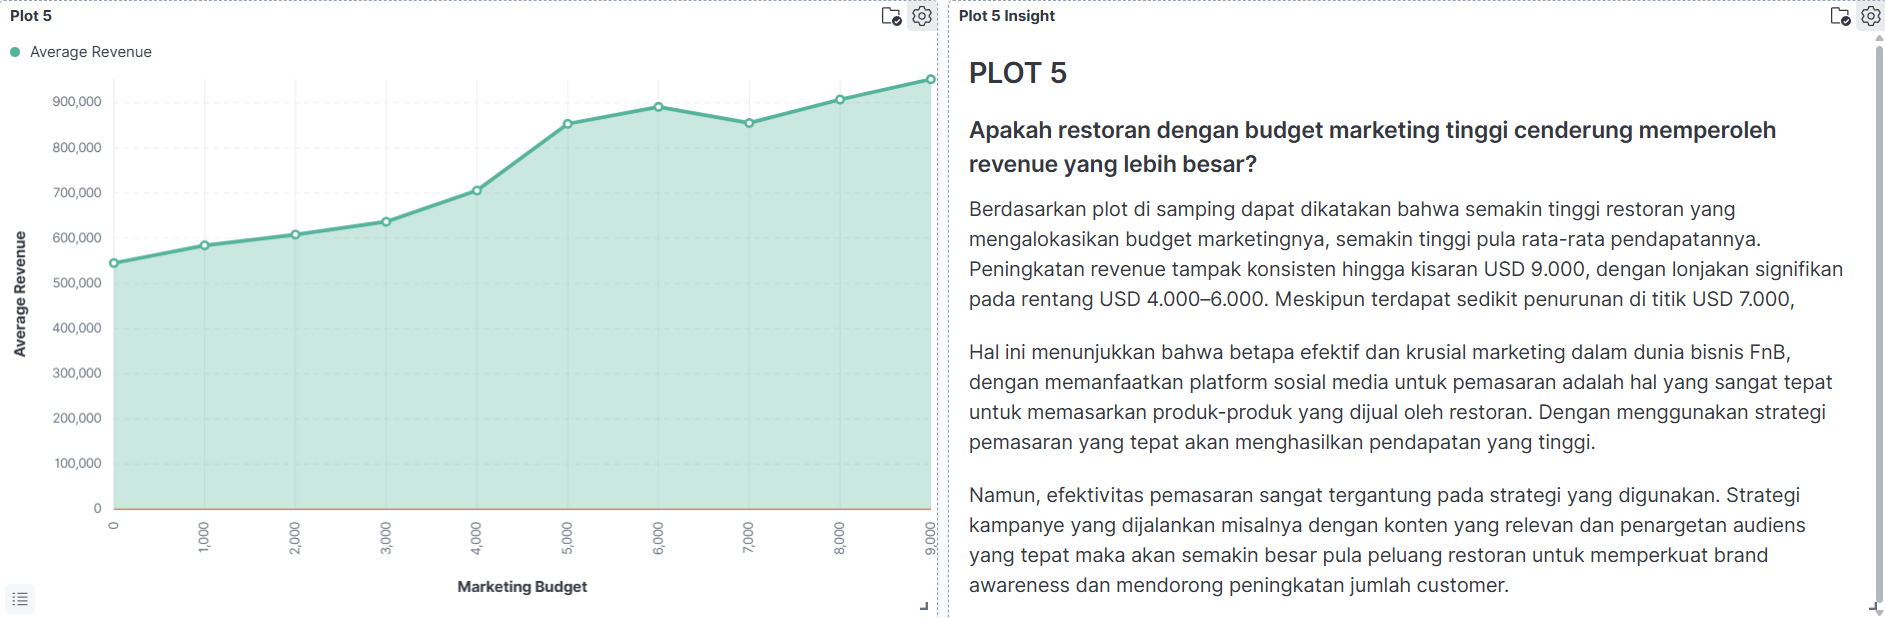 Plot 5
Average Revenue
900,000
800,000
700,000
600,000
500,000
400,000
300,000
200,000
100,000
0
Average Revenue
0
1,000
2,000
3,000
4,000
5,000
6,000
7,000
8,000
9,000
Marketing Budget
Plot 5 Insight
PLOT 5
Apakah restoran dengan budget marketing tinggi cenderung memperoleh
revenue yang lebih besar?
Berdasarkan plot di samping dapat dikatakan bahwa semakin tinggi restoran yang
mengalokasikan budget marketingnya, semakin tinggi pula rata-rata pendapatannya.
Peningkatan revenue tampak konsisten hingga kisaran USD 9.000, dengan lonjakan signifikan
pada rentang USD 4.000–6.000. Meskipun terdapat sedikit penurunan di titik USD 7.000,
Hal ini menunjukkan bahwa betapa efektif dan krusial marketing dalam dunia bisnis FnB,
dengan memanfaatkan platform sosial media untuk pemasaran adalah hal yang sangat tepat
untuk memasarkan produk-produk yang dijual oleh restoran. Dengan menggunakan strategi
pemasaran yang tepat akan menghasilkan pendapatan yang tinggi.
Namun, efektivitas pemasaran sangat tergantung pada strategi yang digunakan. Strategi
kampanye yang dijalankan misalnya dengan konten yang relevan dan penargetan audiens
yang tepat maka akan semakin besar pula peluang restoran untuk memperkuat brand
awareness dan mendorong peningkatan jumlah customer.